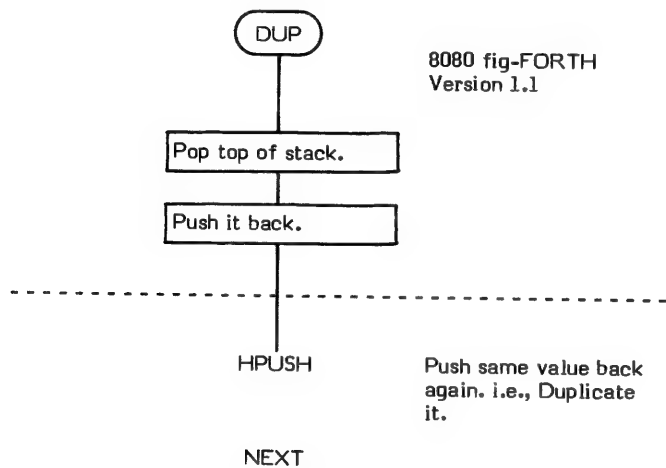 DUP
8080 fig-FORTH
Version 1.1
Pop top of stack.
Push it back.
HPUSH
Push same value back
again. i.e., Duplicate
it.
NEXT